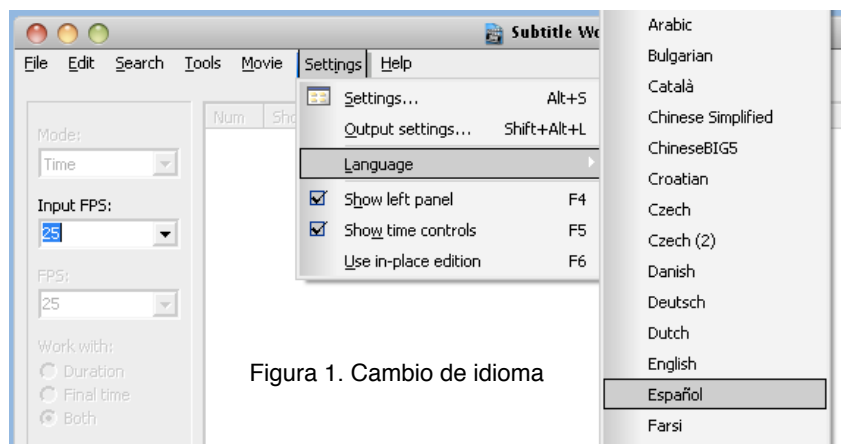 Subtitle Wo
File Edit Search Tools Movie Settings Help
Settings... Alt+S
Output settings... Shift+Alt+L
Language
Show left panel F4
Show time controls F5
Use in-place edition F6
Arabic
Bulgarian
Català
Chinese Simplified
ChineseBIG5
Croatian
Czech
Czech (2)
Danish
Deutsch
Dutch
English
Español
Farsi
Num Sho
Mode:
Time
Input FPS:
25
FPS:
25
Work with:
Duration
Final time
Both
Figura 1. Cambio de idioma